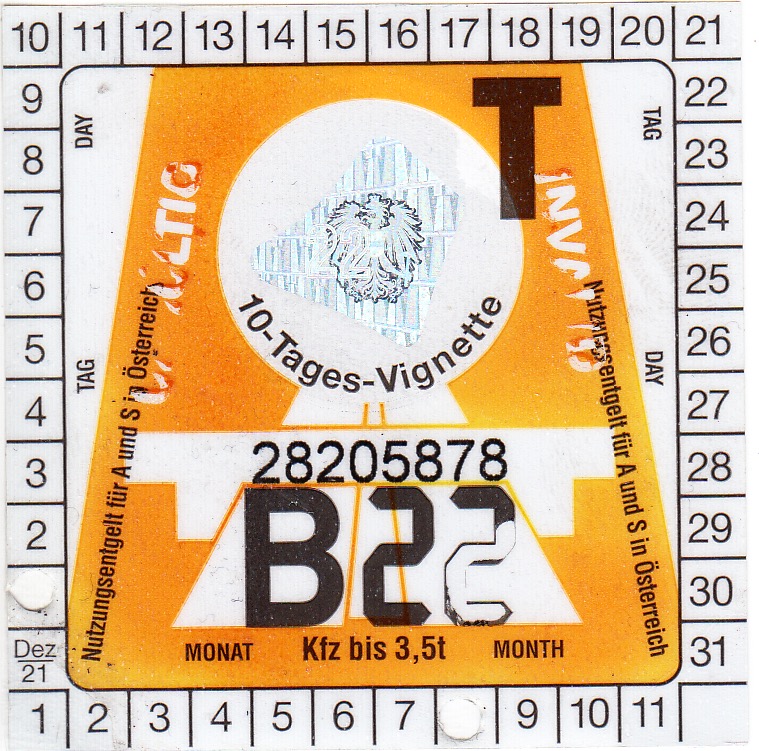 10 11 12 13 14 15 16 17 18 19 20 21
9
8
7
6
5
4
3
2
Dez
21
22
23
24
25
26
27
28
29
30
31
DAY
TAG
TAG
DAY
T
10-Tages-Vignette
Nutzungsentgelt für A und S in Österreich
Nutzungsentgelt für A und S in Österreich
28205878
B22
MONAT Kfz bis 3,5t MONTH
1 2 3 4 5 6 7 9 10 11